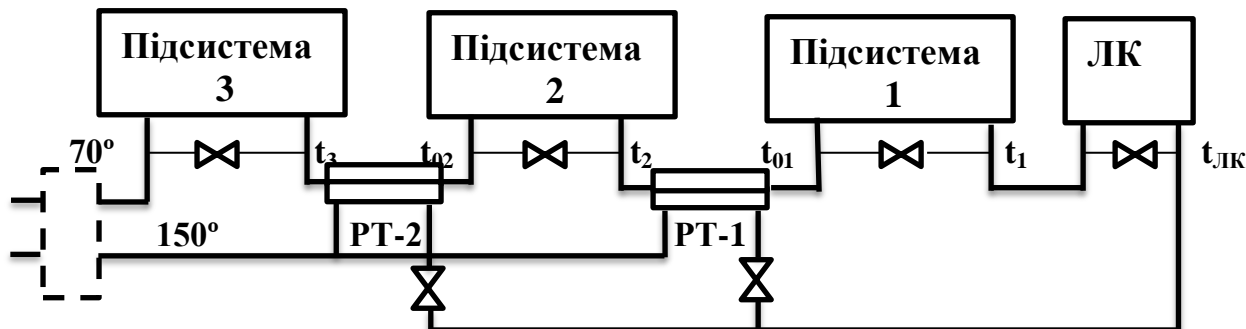 Підсистема
3
Підсистема
2
Підсистема
1
ЛК
70º
t₃
t₀₂
t₂
t₀₁
t₁
tЛК
150º
РТ-2
РТ-1